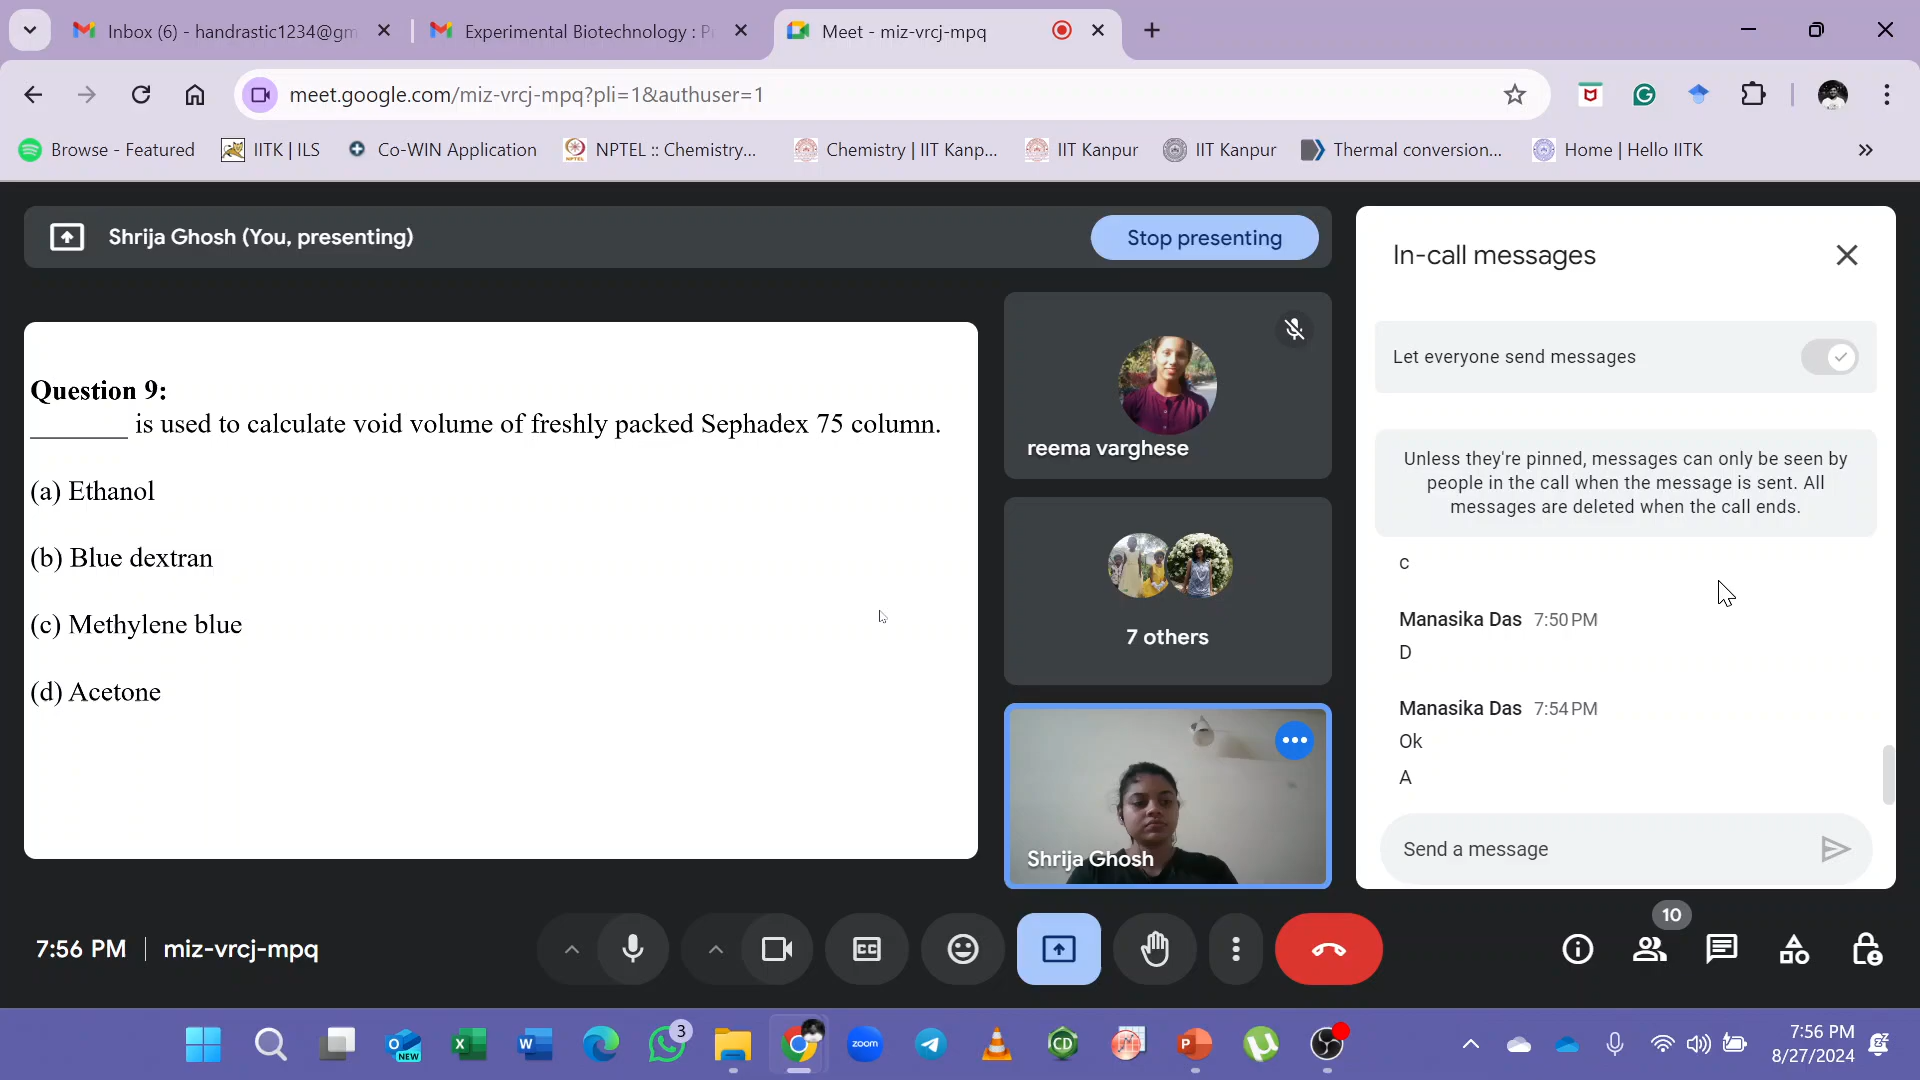 Inbox (6) - handrastic1234@gm
Experimental Biotechnology : P
Meet - miz-vrcj-mpq
meet.google.com/miz-vrcj-mpq?pli=1&authuser=1
Browse - Featured
IITK | ILS
Co-WIN Application
NPTEL :: Chemistry...
Chemistry | IIT Kanp...
IIT Kanpur
IIT Kanpur
Thermal conversion...
Home | Hello IITK
Shrija Ghosh (You, presenting)
Stop presenting
Question 9:
_______ is used to calculate void volume of freshly packed Sephadex 75 column.
(a) Ethanol
(b) Blue dextran
(c) Methylene blue
(d) Acetone
reema varghese
7 others
Shrija Ghosh
In-call messages
Let everyone send messages
Unless they're pinned, messages can only be seen by
people in the call when the message is sent. All
messages are deleted when the call ends.
c
Manasika Das 7:50 PM
D
Manasika Das 7:54 PM
Ok
A
Send a message
7:56 PM
miz-vrcj-mpq
10
NEW
3
zoom
CD
7:56 PM
8/27/2024